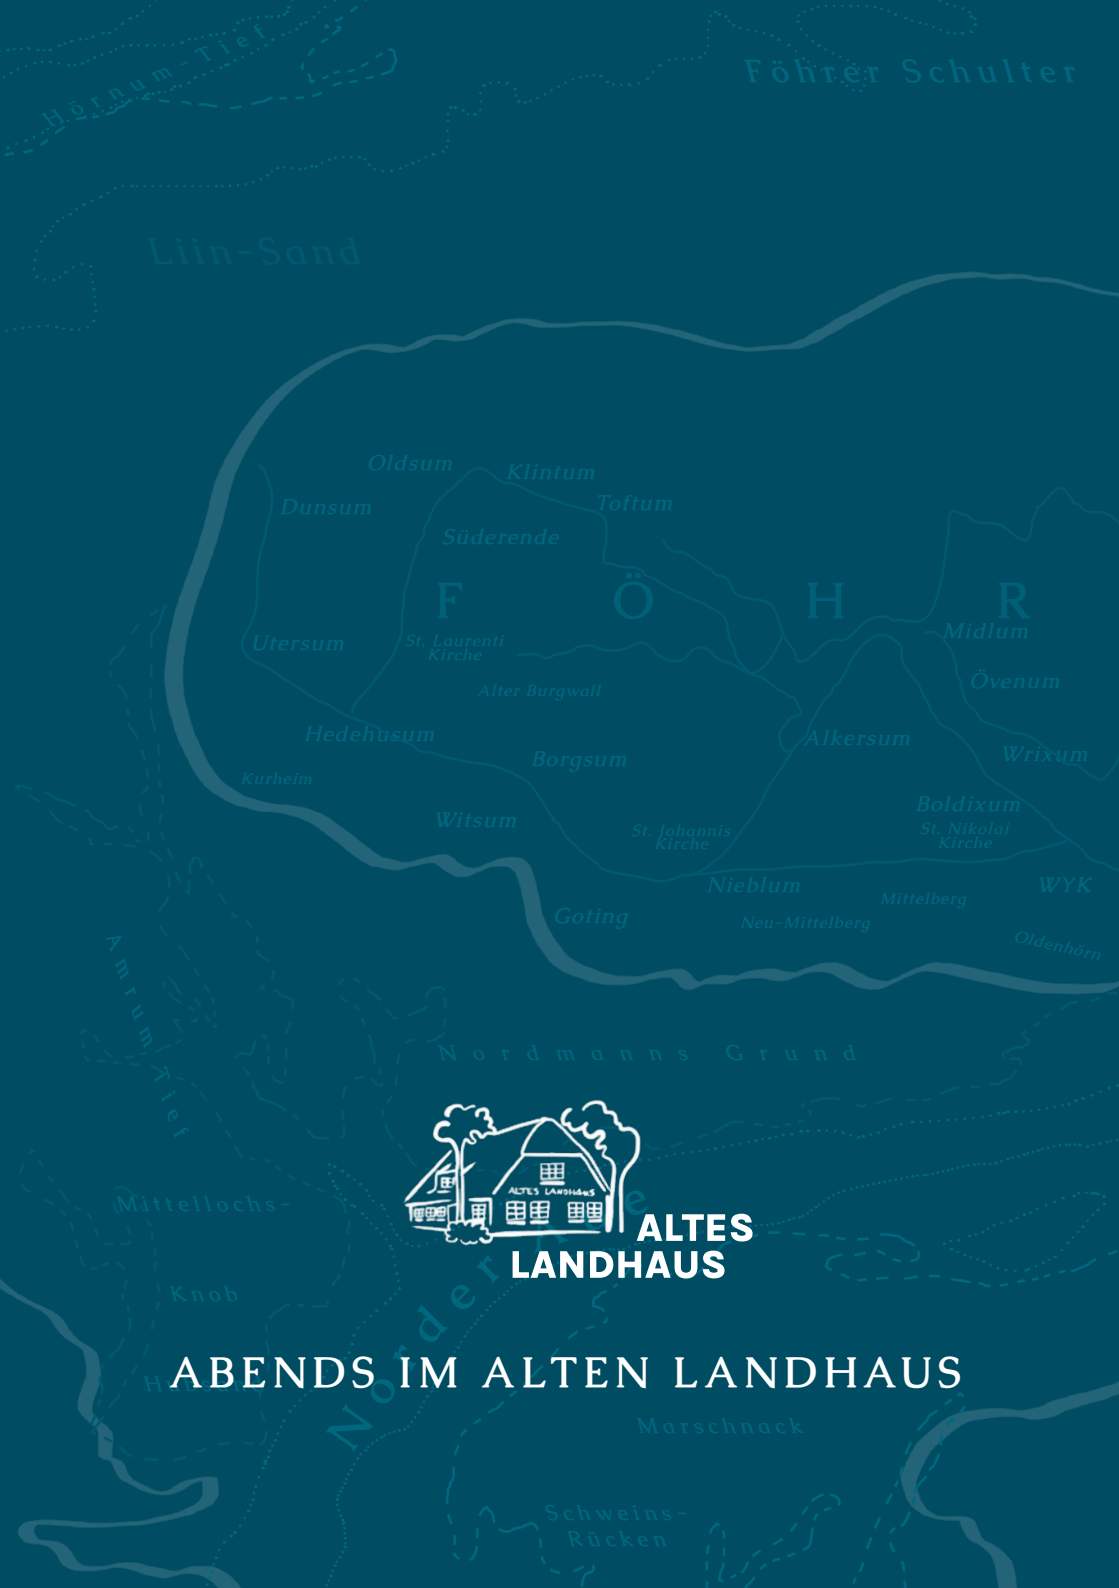 Hörnum-Tief
Föhrer Schulter
Liin-Sand
Oldsum
Klintum
Dunsum
Toftum
Süderende
FÖHR
Midlum
Utersum
St. Laurenti
Kirche
Övenum
Alter Burgwall
Hedehusum
Alkersum
Borgsum
Wrixum
Kurheim
Boldixum
Witsum
St. Johannis
Kirche
St. Nikolai
Kirche
Nieblum
WYK
Mittelberg
Goting
Neu-Mittelberg
Oldenhörn
Amrum Tief
Nordmanns Grund
Mittellochs-
Knob
ALTES LANDHAUS
ALTES
LANDHAUS
Norder
ABENDS IM ALTEN LANDHAUS
Marschnack
Schweins-
Rücken